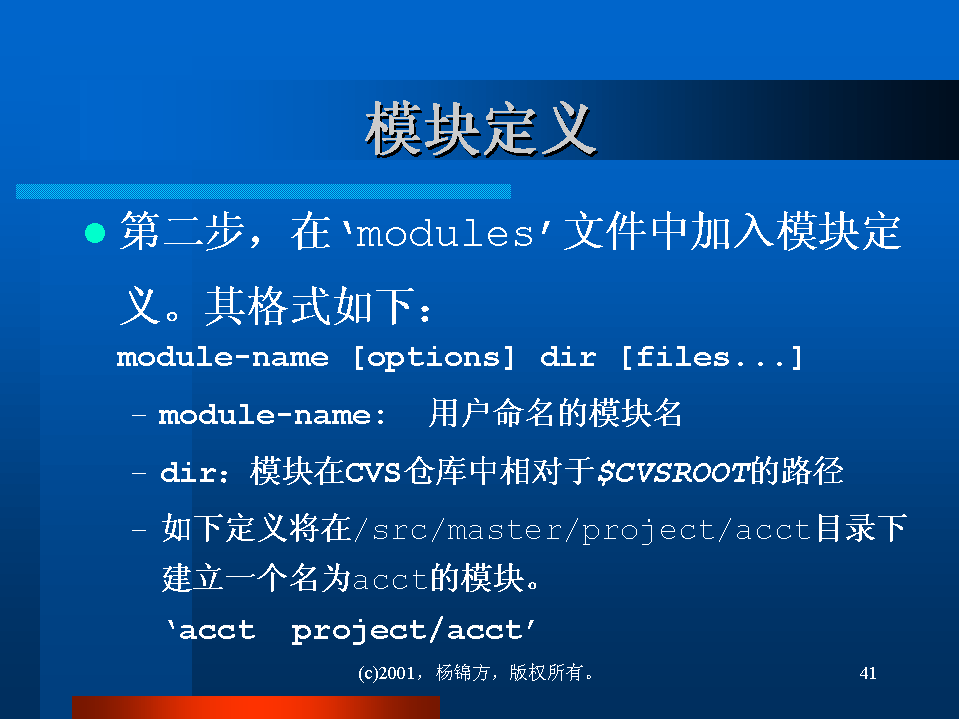 模块定义
第二步，在‘modules’文件中加入模块定
义。其格式如下：
module-name [options] dir [files...]
– module-name: 用户命名的模块名
– dir：模块在CVS仓库中相对于$CVSROOT的路径
– 如下定义将在/src/master/project/acct目录下
建立一个名为acct的模块。
‘acct project/acct’
(c)2001，杨锦方，版权所有。
41